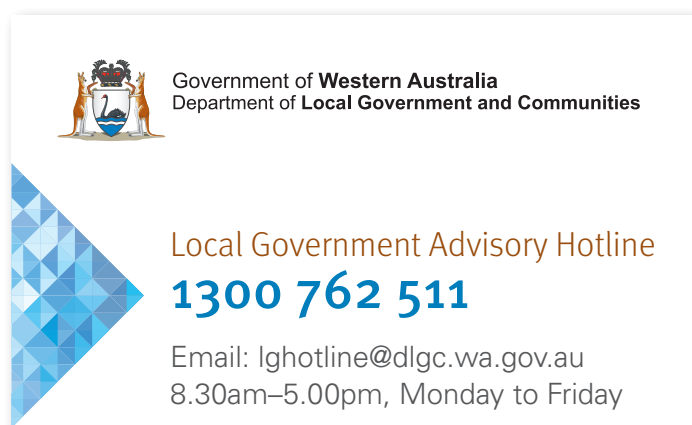 Government of Western Australia
Department of Local Government and Communities
Local Government Advisory Hotline
1300 762 511
Email: lghotline@dlgc.wa.gov.au
8.30am–5.00pm, Monday to Friday